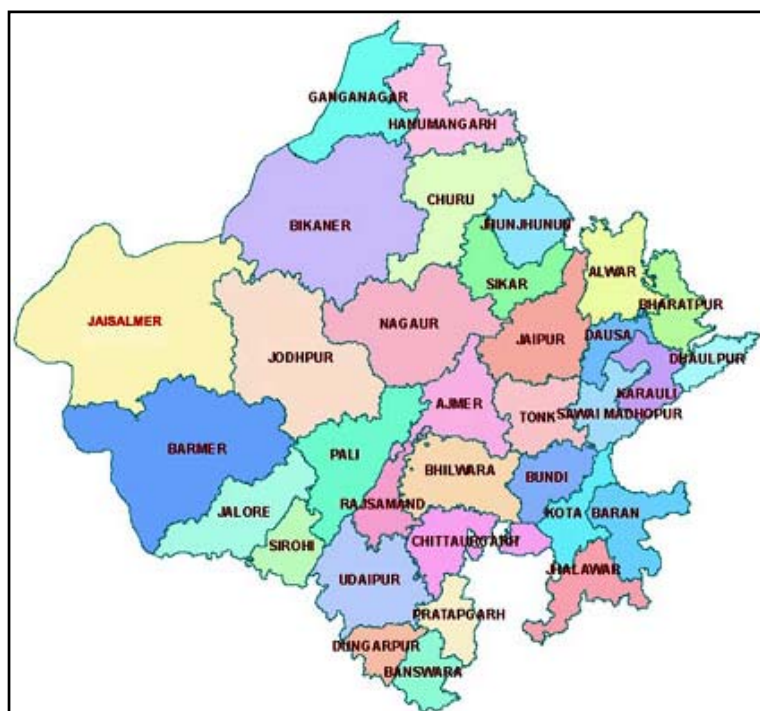 GANGANAGAR
HANUMANGARH
CHURU
BIKANER
JHUNJHUNUN
ALWAR
SIKAR
BHARATPUR
JAISALMER
NAGAUR
JAIPUR
DAUSA
JODHPUR
DHAULPUR
KARAULI
AJMER
TONK
SAWAI MADHOPUR
BARMER
PALI
BHILWARA
BUNDI
RAJSAMAND
JALORE
KOTA
BARAN
SIROHI
CHITTAURGARH
UDAIPUR
JHALAWAR
PRATAPGARH
DUNGARPUR
BANSWARA